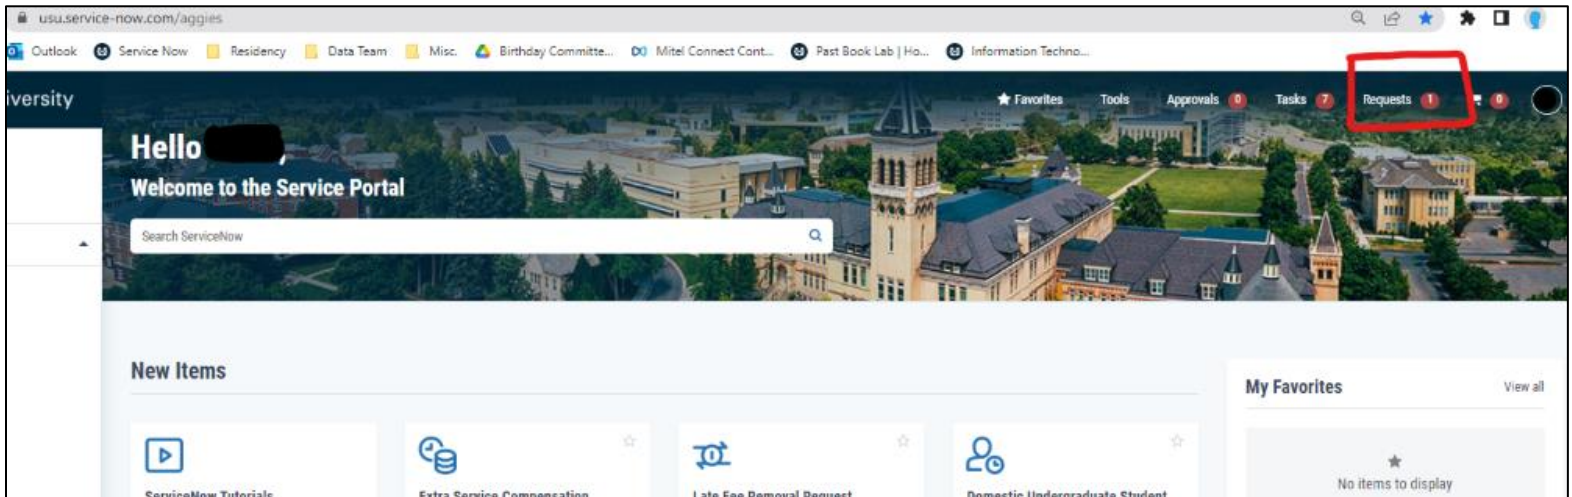 usu.service-now.com/aggies
Outlook Service Now Residency Data Team Misc. Birthday Committe... Mitel Connect Cont... Past Book Lab | Ho... Information Techno...
iversity Favorites Tools Approvals 0 Tasks 7 Requests 1 0
Hello ,
Welcome to the Service Portal
Search ServiceNow
New Items
My Favorites View all
ServiceNow Tutorials Extra Service Compensation Late Fee Removal Request Domestic Undergraduate Student
No items to display